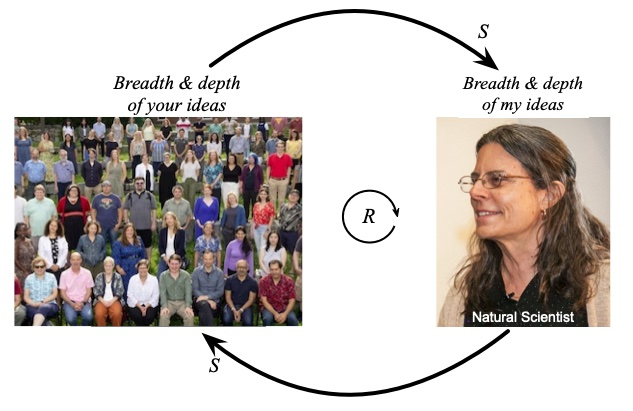 S
Breadth & depth
of your ideas
Breadth & depth
of my ideas
R
Natural Scientist
S